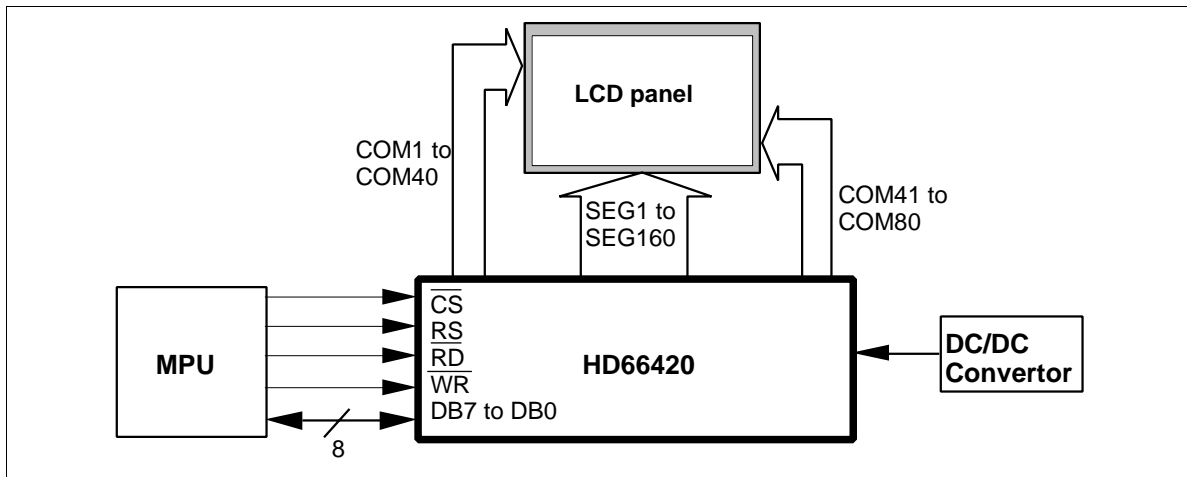 LCD panel
COM1 to
COM40
SEG1 to
SEG160
COM41 to
COM80
MPU
CS
RS
RD
WR
DB7 to DB0
8
HD66420
DC/DC
Convertor